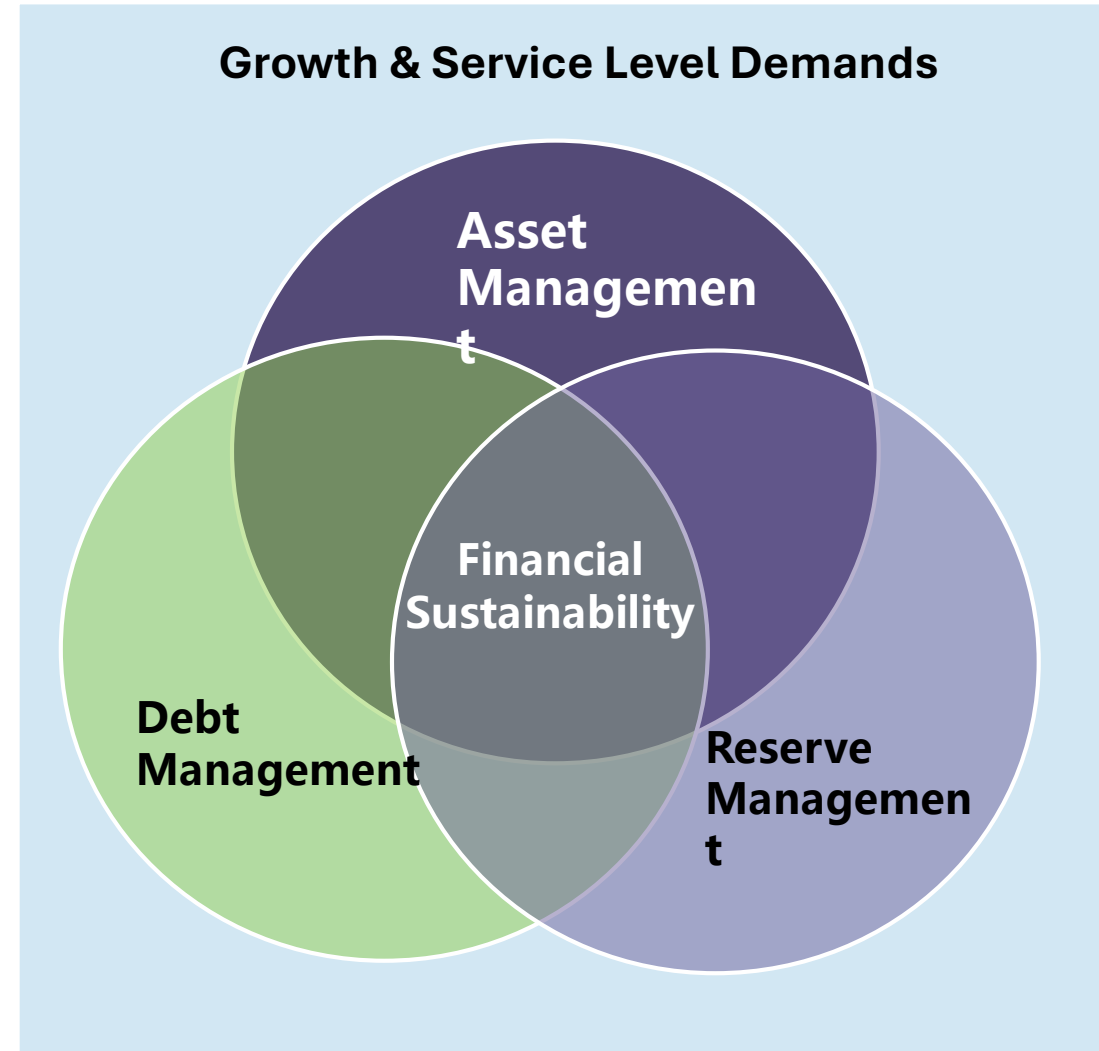 Growth & Service Level Demands
Asset
Managemen
t
Financial
Sustainability
Debt
Management
Reserve
Managemen
t